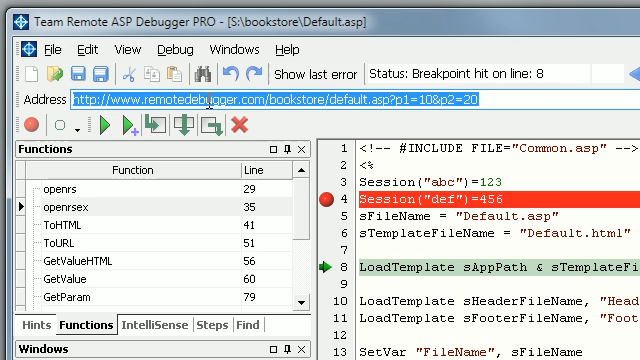 Team Remote ASP Debugger PRO - [S:\bookstore\Default.asp]
File Edit View Debug Windows Help
Show last error Status: Breakpoint hit on line: 8
Address http://www.remotedebugger.com/bookstore/default.asp?p1=10&p2=20
Functions
Function Line
openrs 29
openrsex 35
ToHTML 41
ToURL 51
GetValueHTML 56
GetValue 60
GetParam 79
Hints Functions IntelliSense Steps Find
Windows
1 <!-- #INCLUDE FILE="Common.asp" -->
2 <%
3 Session("abc")=123
4 Session("def")=456
5 sFileName = "Default.asp"
6 sTemplateFileName = "Default.html"
7
8 LoadTemplate sAppPath & sTemplateFi
9
10 LoadTemplate sHeaderFileName, "Head
11 LoadTemplate sFooterFileName, "Foot
12
13 SetVar "FileName", sFileName